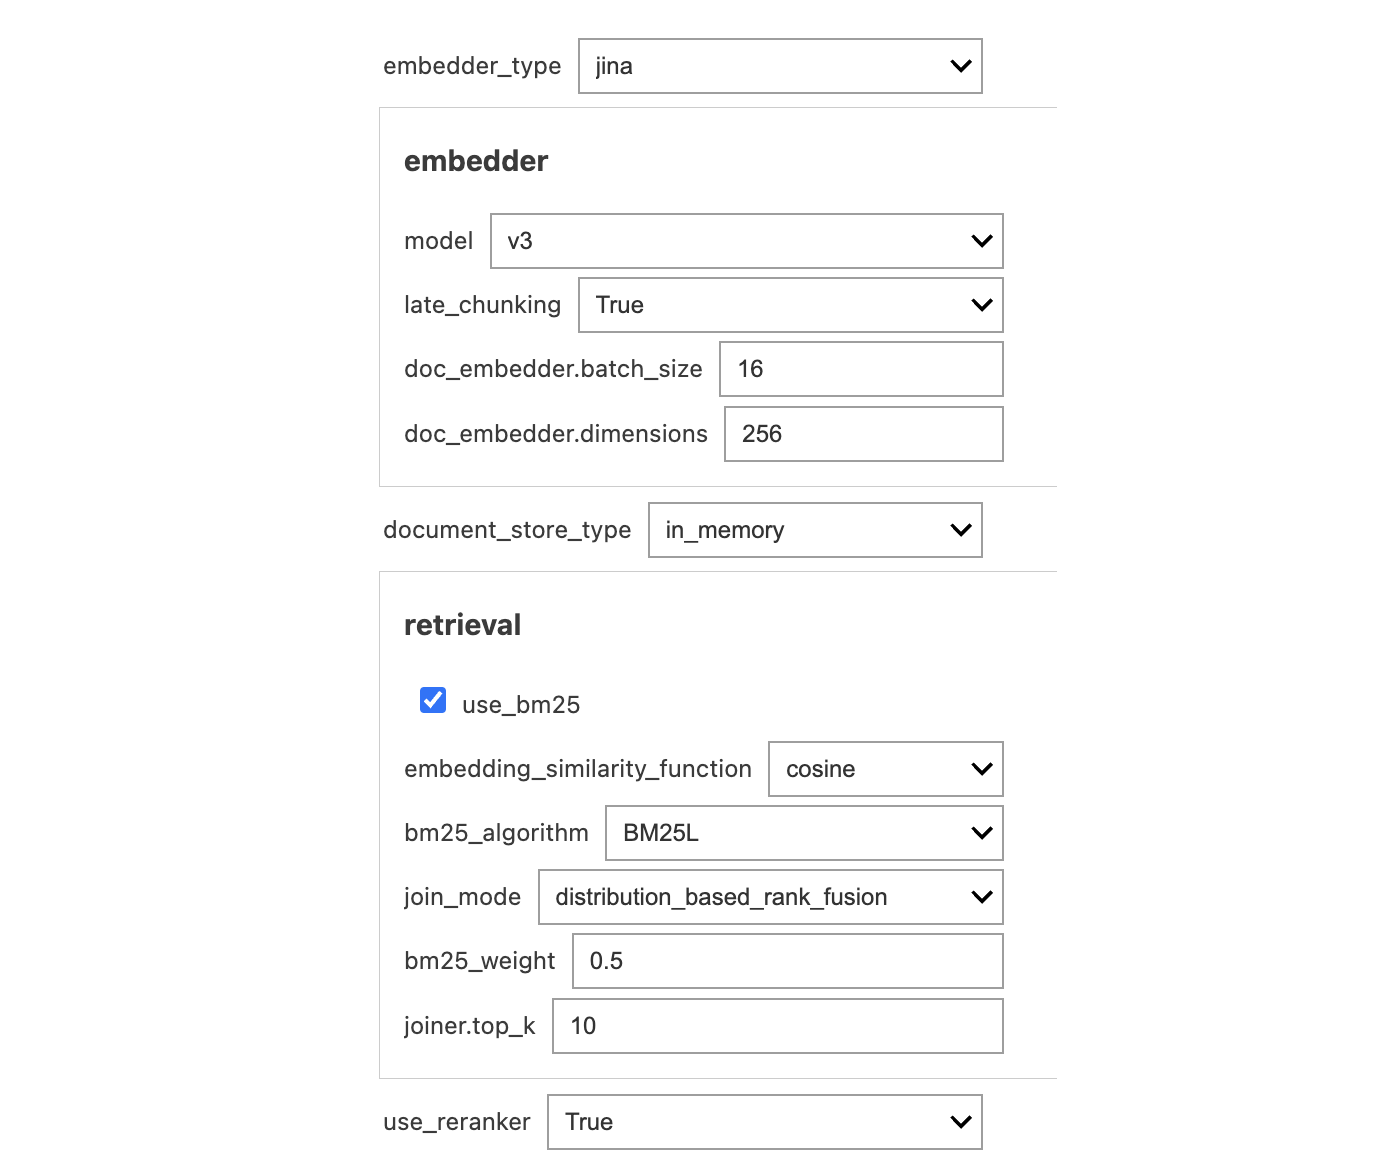 embedder_type jina
embedder
model v3
late_chunking True
doc_embedder.batch_size 16
doc_embedder.dimensions 256
document_store_type in_memory
retrieval
use_bm25
embedding_similarity_function cosine
bm25_algorithm BM25L
join_mode distribution_based_rank_fusion
bm25_weight 0.5
joiner.top_k 10
use_reranker True